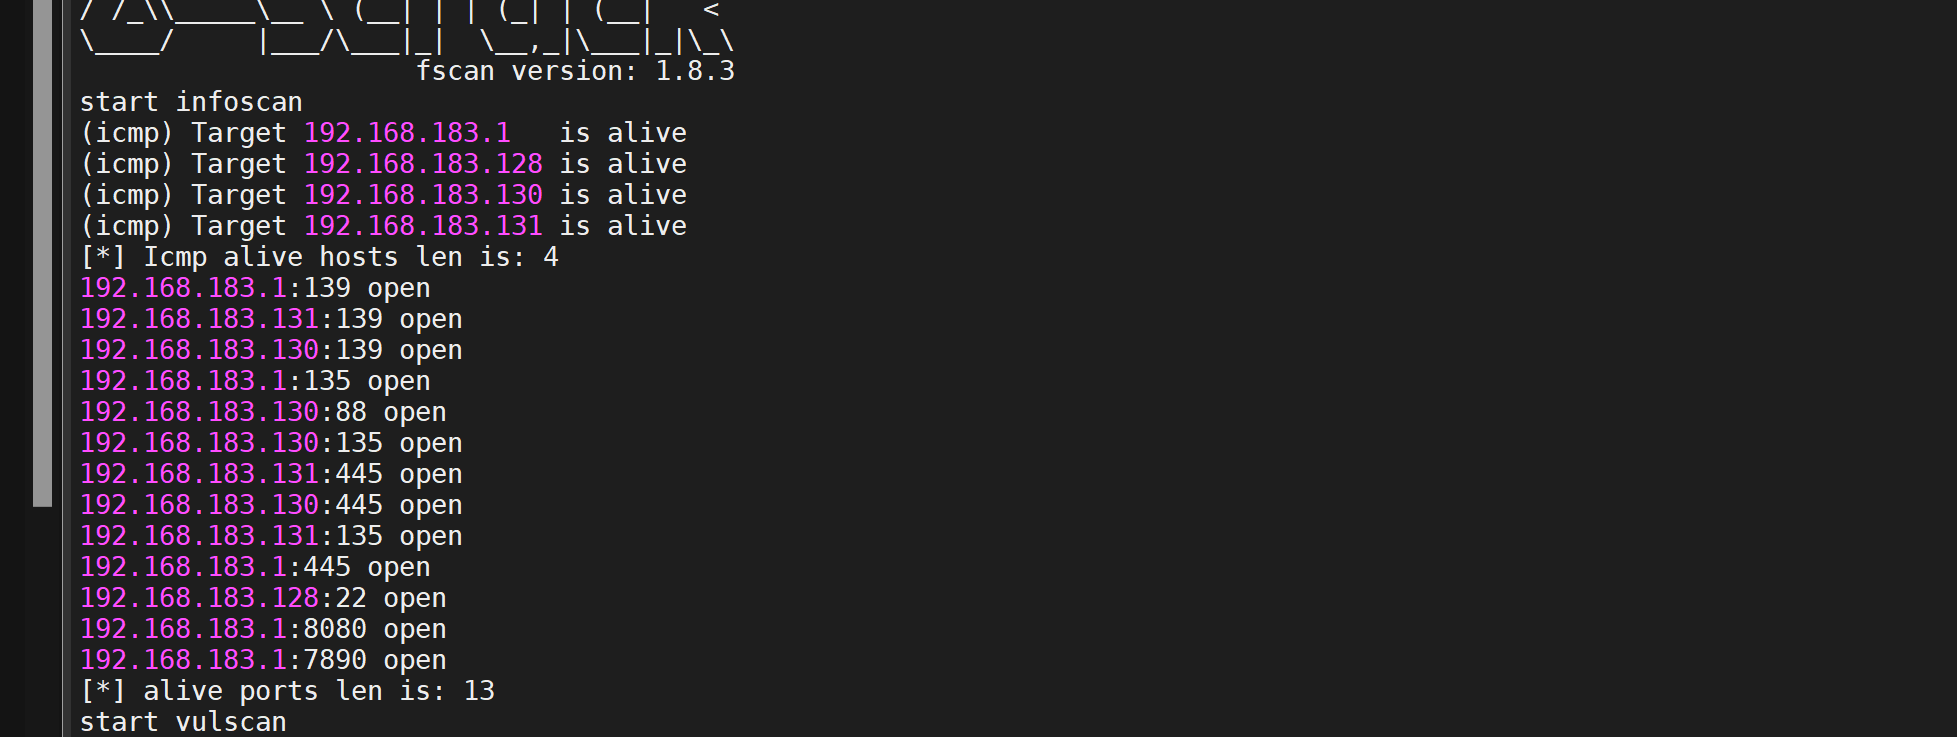 / /_\\_____\__ \ (__| | | (_| | (__|   <
\____/     |___/\___|_|  \__,_|\___|_|\_\
                     fscan version: 1.8.3
start infoscan
(icmp) Target 192.168.183.1   is alive
(icmp) Target 192.168.183.128 is alive
(icmp) Target 192.168.183.130 is alive
(icmp) Target 192.168.183.131 is alive
[*] Icmp alive hosts len is: 4
192.168.183.1:139 open
192.168.183.131:139 open
192.168.183.130:139 open
192.168.183.1:135 open
192.168.183.130:88 open
192.168.183.130:135 open
192.168.183.131:445 open
192.168.183.130:445 open
192.168.183.131:135 open
192.168.183.1:445 open
192.168.183.128:22 open
192.168.183.1:8080 open
192.168.183.1:7890 open
[*] alive ports len is: 13
start vulscan